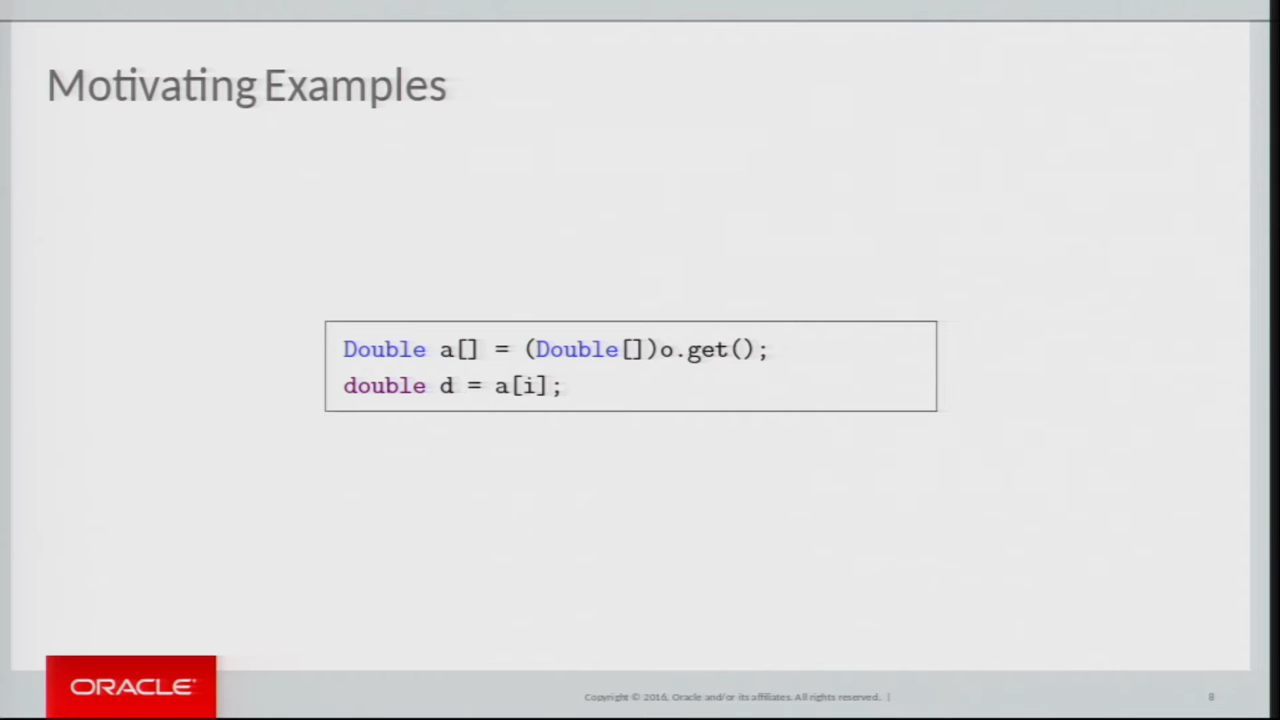 Motivating Examples
Double a[] = (Double[])o.get();
double d = a[i];
ORACLE
Copyright © 2016, Oracle and/or its affiliates. All rights reserved. |
8